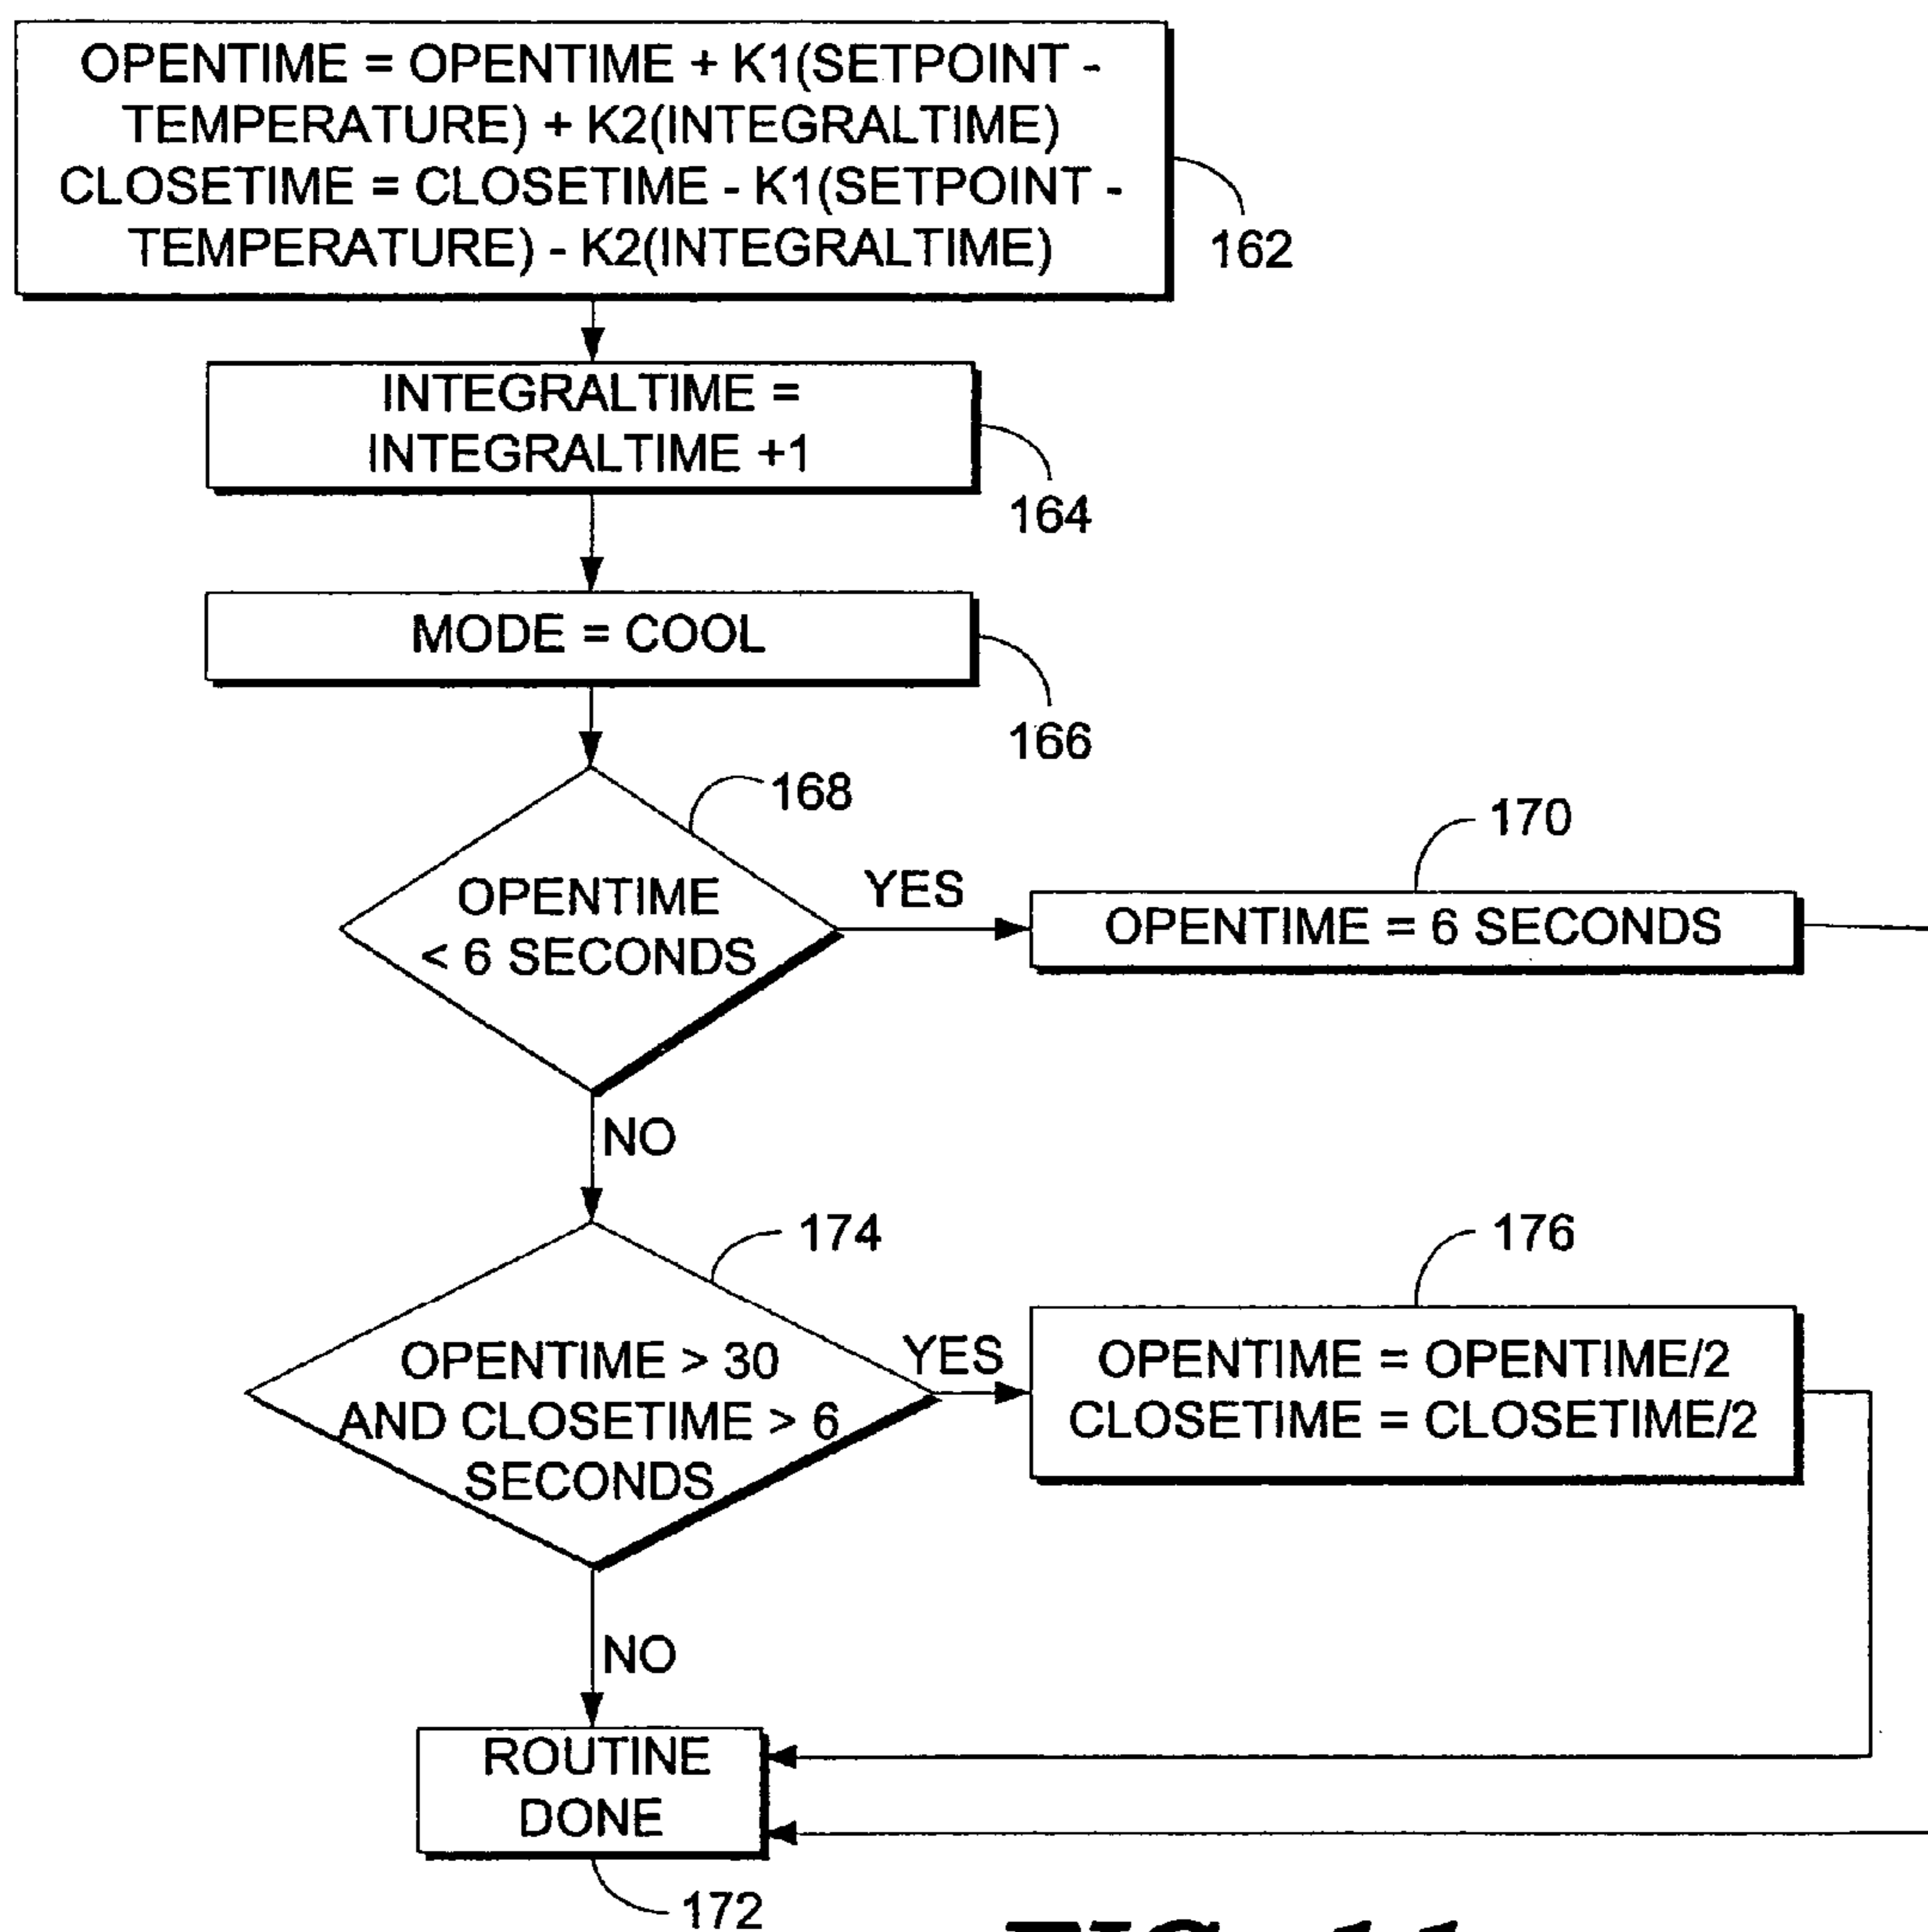 OPENTIME = OPENTIME + K1(SETPOINT -
TEMPERATURE) + K2(INTEGRALTIME)
CLOSETIME = CLOSETIME - K1(SETPOINT -
TEMPERATURE) - K2(INTEGRALTIME)
162
INTEGRALTIME =
INTEGRALTIME +1
164
MODE = COOL
166
168
OPENTIME
< 6 SECONDS
YES
170
OPENTIME = 6 SECONDS
NO
174
OPENTIME > 30
AND CLOSETIME > 6
SECONDS
YES
176
OPENTIME = OPENTIME/2
CLOSETIME = CLOSETIME/2
NO
ROUTINE
DONE
172